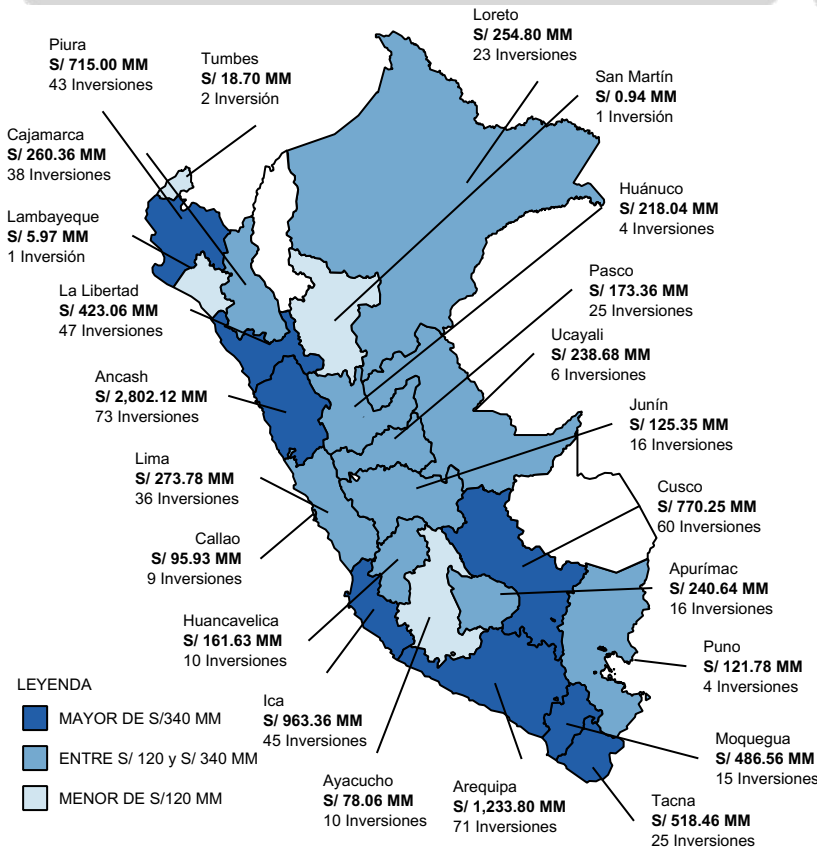 Loreto
S/ 254.80 MM
23 Inversiones
Piura
S/ 715.00 MM
43 Inversiones
Tumbes
S/ 18.70 MM
2 Inversión
San Martín
S/ 0.94 MM
1 Inversión
Cajamarca
S/ 260.36 MM
38 Inversiones
Huánuco
S/ 218.04 MM
4 Inversiones
Lambayeque
S/ 5.97 MM
1 Inversión
Pasco
S/ 173.36 MM
25 Inversiones
La Libertad
S/ 423.06 MM
47 Inversiones
Ucayali
S/ 238.68 MM
6 Inversiones
Ancash
S/ 2,802.12 MM
73 Inversiones
Junín
S/ 125.35 MM
16 Inversiones
Lima
S/ 273.78 MM
36 Inversiones
Cusco
S/ 770.25 MM
60 Inversiones
Callao
S/ 95.93 MM
9 Inversiones
Apurímac
S/ 240.64 MM
16 Inversiones
Huancavelica
S/ 161.63 MM
10 Inversiones
Puno
S/ 121.78 MM
4 Inversiones
LEYENDA
MAYOR DE S/340 MM
ENTRE S/ 120 y S/ 340 MM
MENOR DE S/120 MM
Ica
S/ 963.36 MM
45 Inversiones
Moquegua
S/ 486.56 MM
15 Inversiones
Ayacucho
S/ 78.06 MM
10 Inversiones
Arequipa
S/ 1,233.80 MM
71 Inversiones
Tacna
S/ 518.46 MM
25 Inversiones